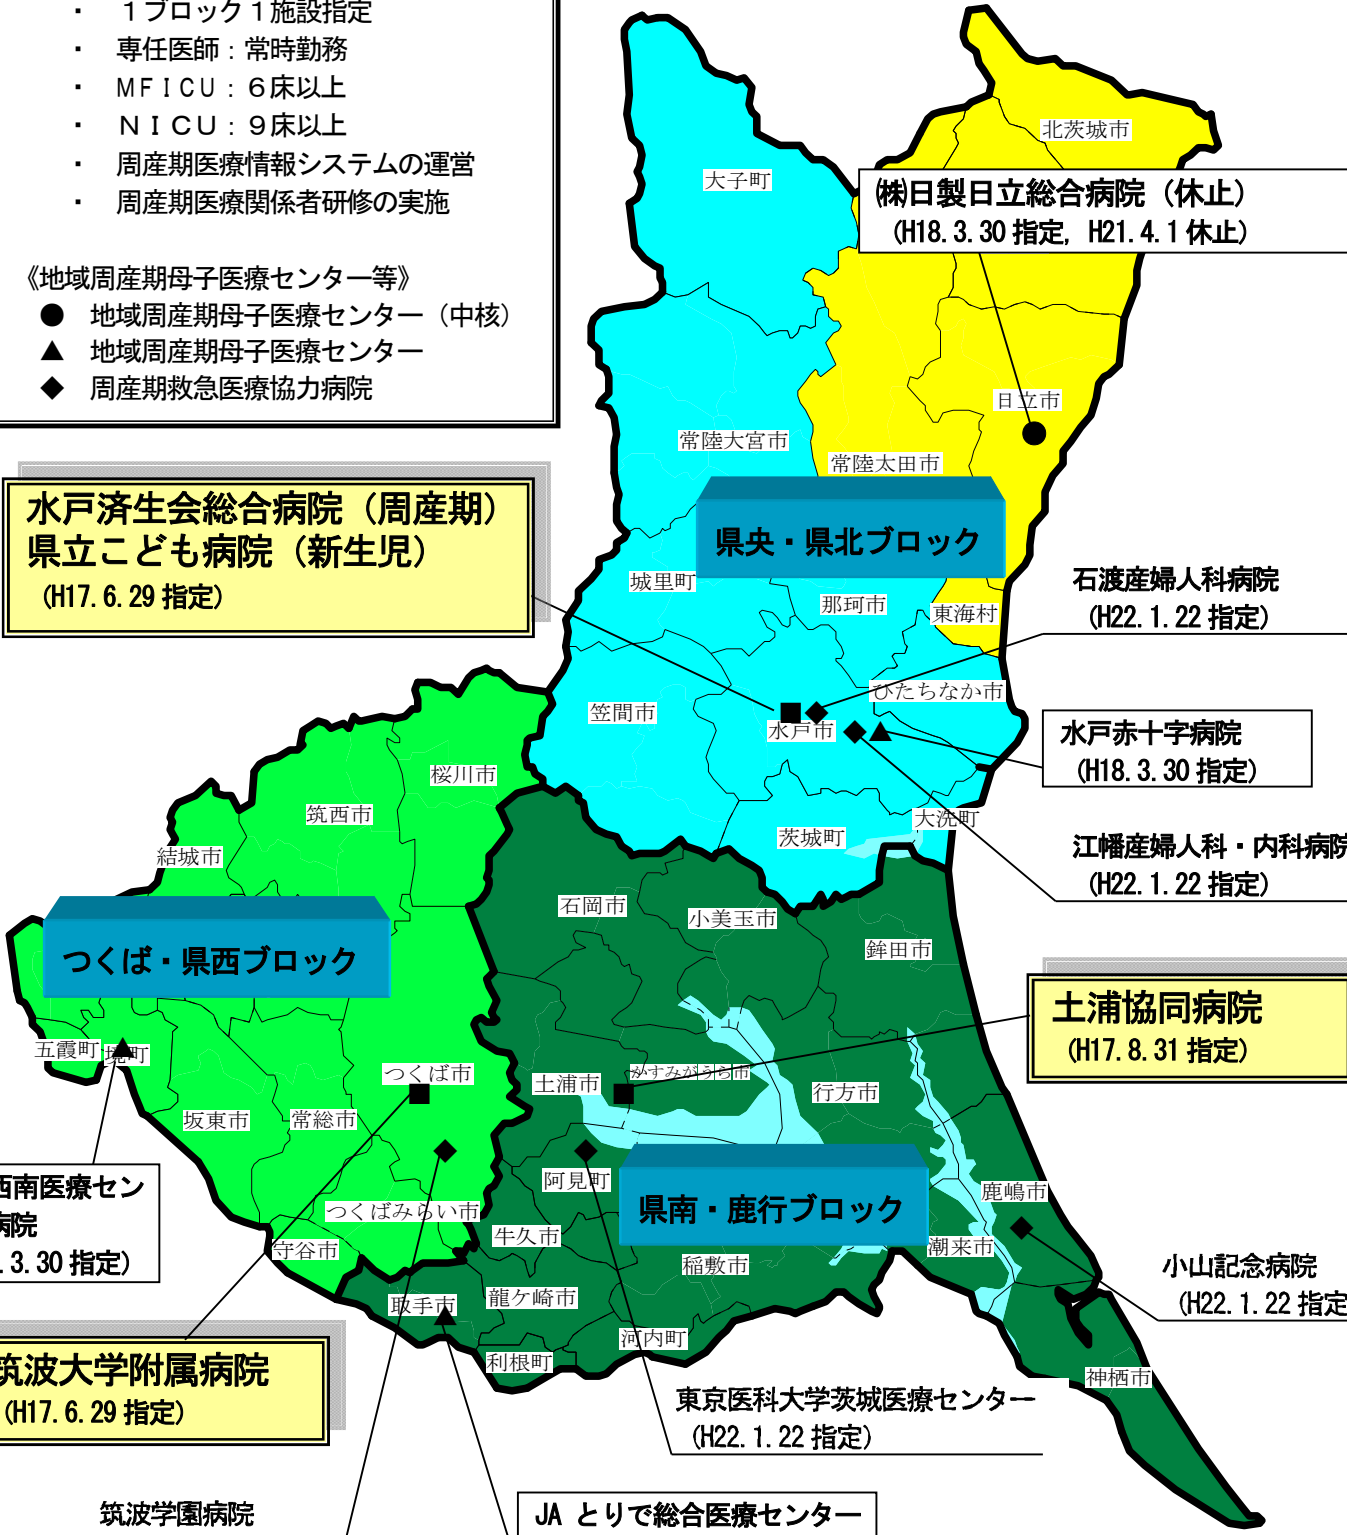 ・ １ブロック１施設指定
・ 専任医師：常時勤務
・ ＭＦＩＣＵ：６床以上
・ ＮＩＣＵ：９床以上
・ 周産期医療情報システムの運営
・ 周産期医療関係者研修の実施
《地域周産期母子医療センター等》
● 地域周産期母子医療センター（中核）
▲ 地域周産期母子医療センター
◆ 周産期救急医療協力病院
北茨城市
大子町
㈱日製日立総合病院（休止）
(H18.3.30 指定, H21.4.1 休止)
日立市
常陸大宮市
常陸太田市
水戸済生会総合病院（周産期）
県立こども病院（新生児）
(H17.6.29 指定)
県央・県北ブロック
城里町
那珂市
東海村
石渡産婦人科病院
(H22.1.22 指定)
ひたちなか市
笠間市
水戸市
水戸赤十字病院
(H18.3.30 指定)
桜川市
筑西市
結城市
茨城町
大洗町
江幡産婦人科・内科病院
(H22.1.22 指定)
石岡市
小美玉市
鉾田市
つくば・県西ブロック
土浦協同病院
(H17.8.31 指定)
五霞町
境町
つくば市
土浦市
かすみがうら市
行方市
坂東市
常総市
西南医療セン
病院
.3.30 指定)
阿見町
県南・鹿行ブロック
鹿嶋市
つくばみらい市
守谷市
牛久市
稲敷市
潮来市
小山記念病院
(H22.1.22 指定
取手市
龍ケ崎市
河内町
利根町
神栖市
筑波大学附属病院
(H17.6.29 指定)
東京医科大学茨城医療センター
(H22.1.22 指定)
筑波学園病院
JA とりで総合医療センター